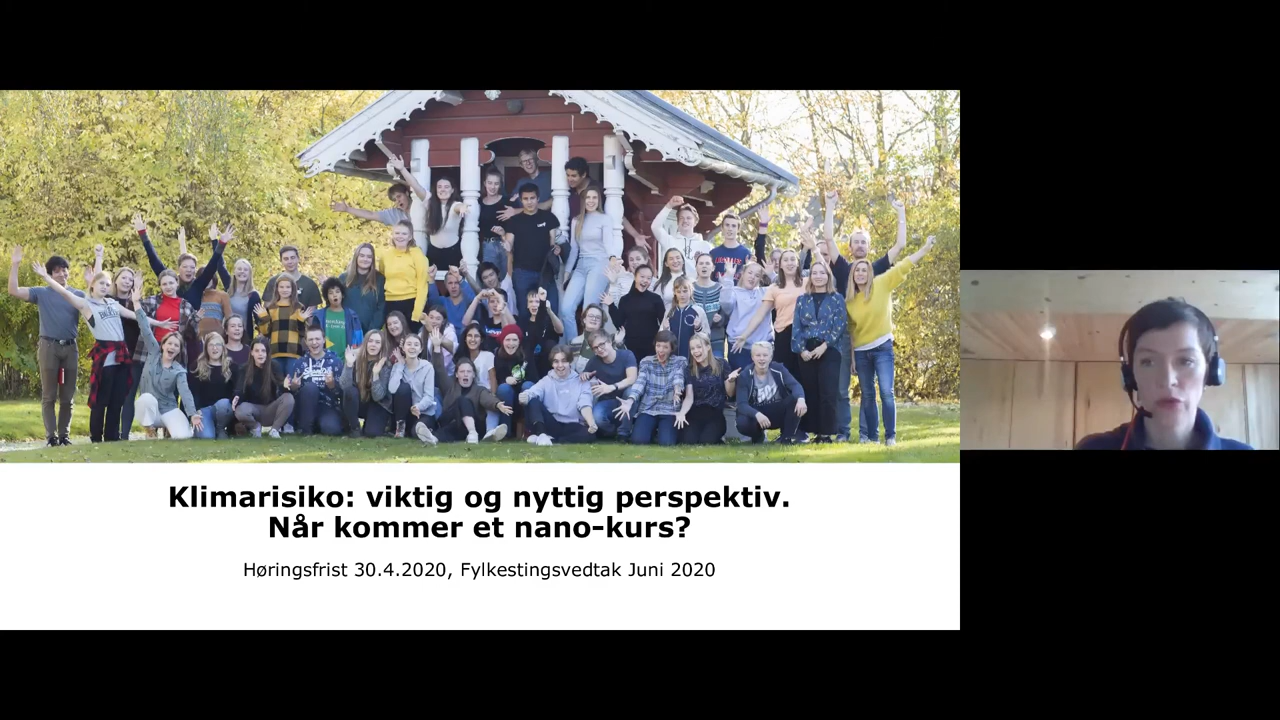 Klimarisiko: viktig og nyttig perspektiv.
Når kommer et nano-kurs?
Høringsfrist 30.4.2020, Fylkestingsvedtak Juni 2020